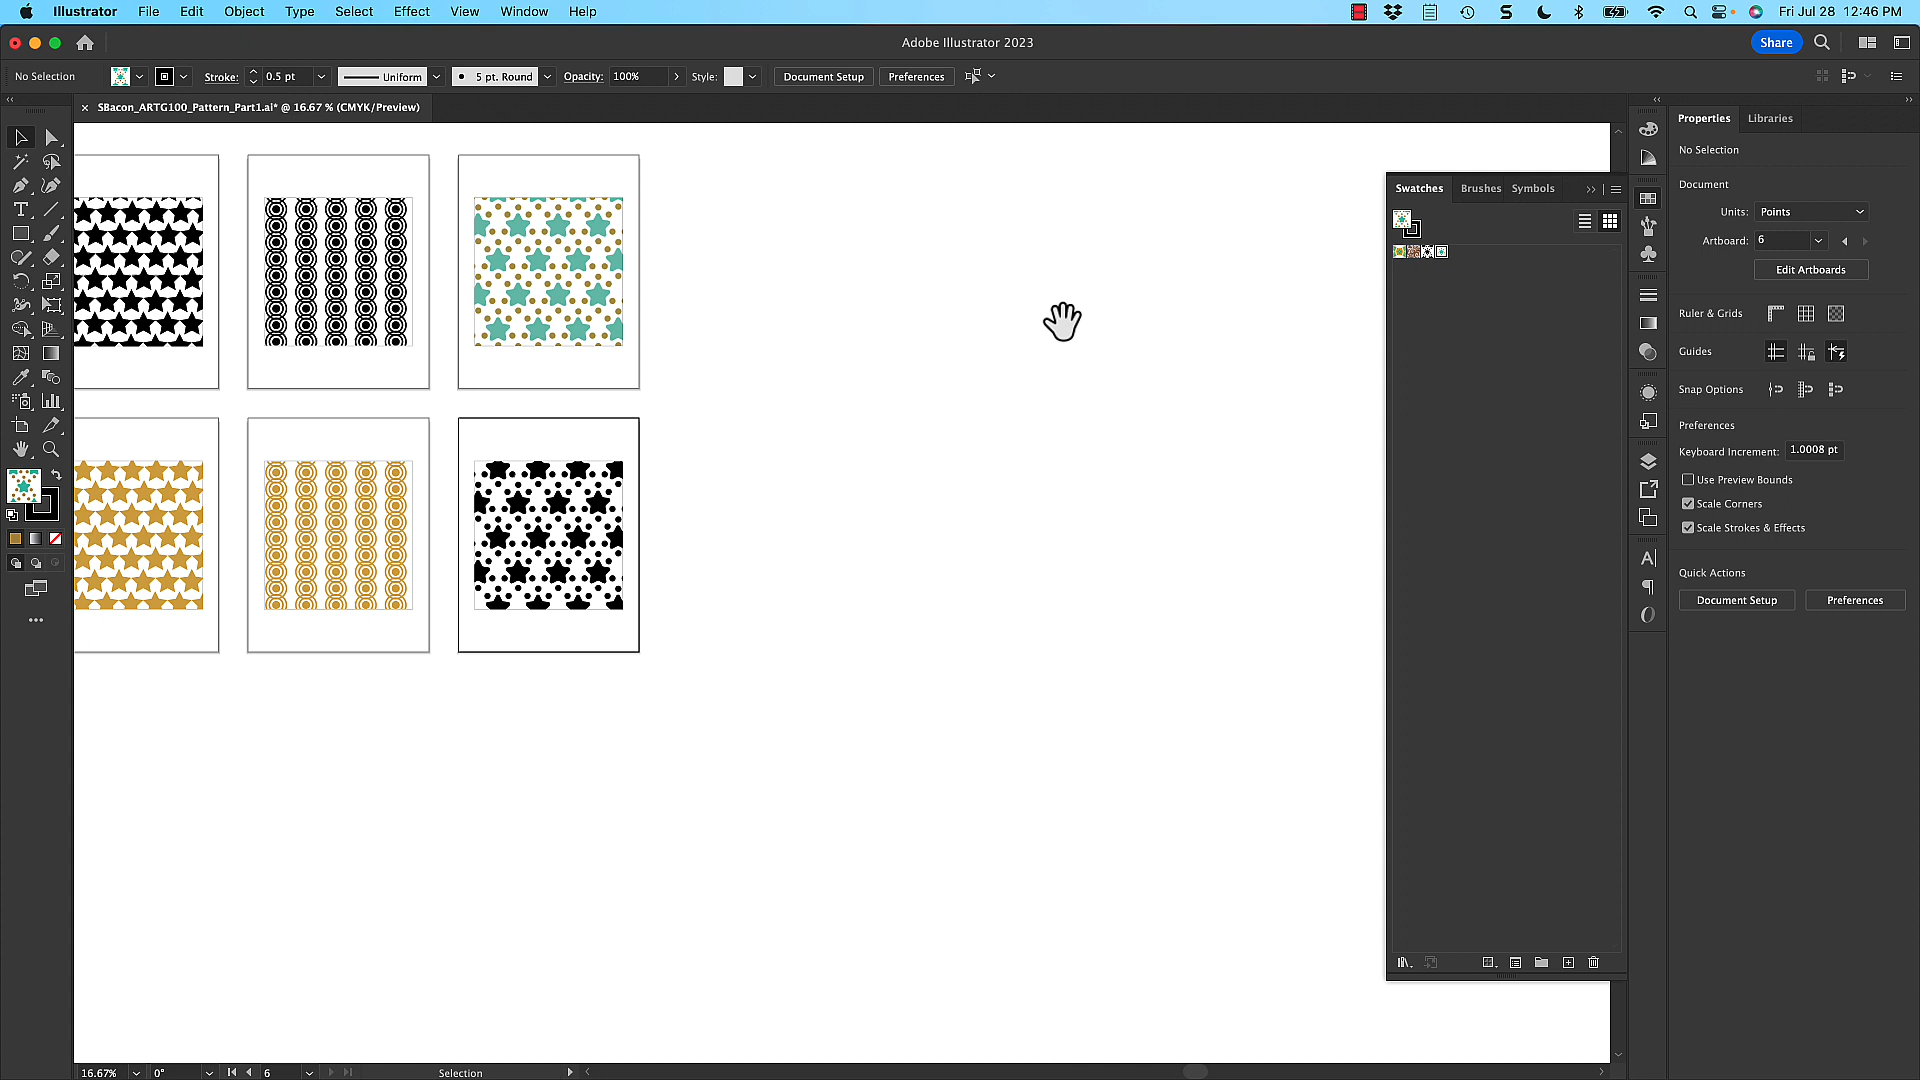 Illustrator File Edit Object Type Select Effect View Window Help Fri Jul 28 12:46 PM
Adobe Illustrator 2023 Share
No Selection Stroke: 0.5 pt Uniform 5 pt. Round Opacity: 100% Style: Document Setup Preferences
SBacon_ARTG100_Pattern_Part1.ai* @ 16.67 % (CMYK/Preview)
Properties Libraries
No Selection
Document
Units: Points
Artboard: 6
Edit Artboards
Ruler & Grids
Guides
Snap Options
Preferences
Keyboard Increment: 1.0008 pt
Use Preview Bounds
Scale Corners
Scale Strokes & Effects
Quick Actions
Document Setup Preferences
Swatches Brushes Symbols
16.67% 0° 6 Selection